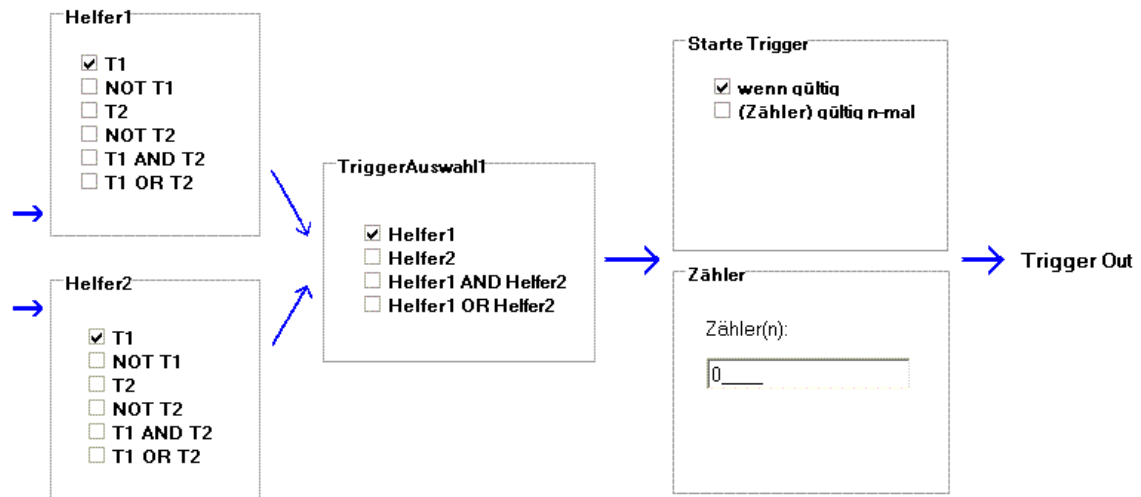 Helfer1
T1
NOT T1
T2
NOT T2
T1 AND T2
T1 OR T2
Helfer2
T1
NOT T1
T2
NOT T2
T1 AND T2
T1 OR T2
TriggerAuswahl1
Helfer1
Helfer2
Helfer1 AND Helfer2
Helfer1 OR Helfer2
Starte Trigger
wenn gültig
(Zähler) gültig n-mal
Zähler
Zähler(n):
0____
Trigger Out